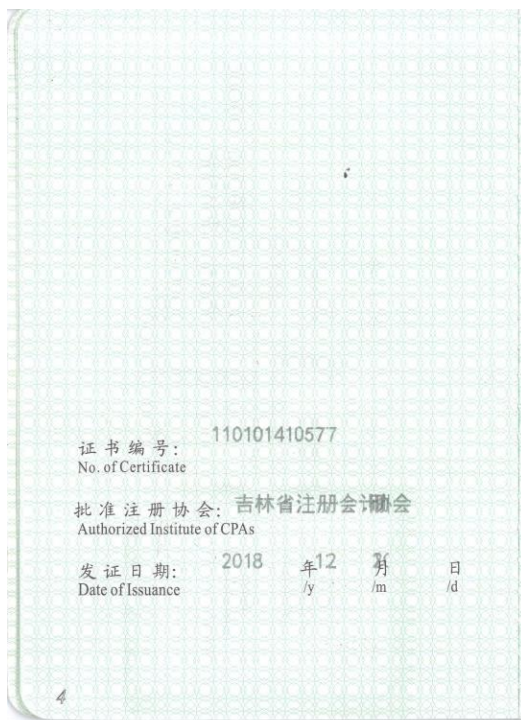 证书编号: 110101410577
No. of Certificate
批准注册协会: 吉林省注册会计师协会
Authorized Institute of CPAs
发证日期: 2018 年 12 月 日
Date of Issuance /y /m /d
4